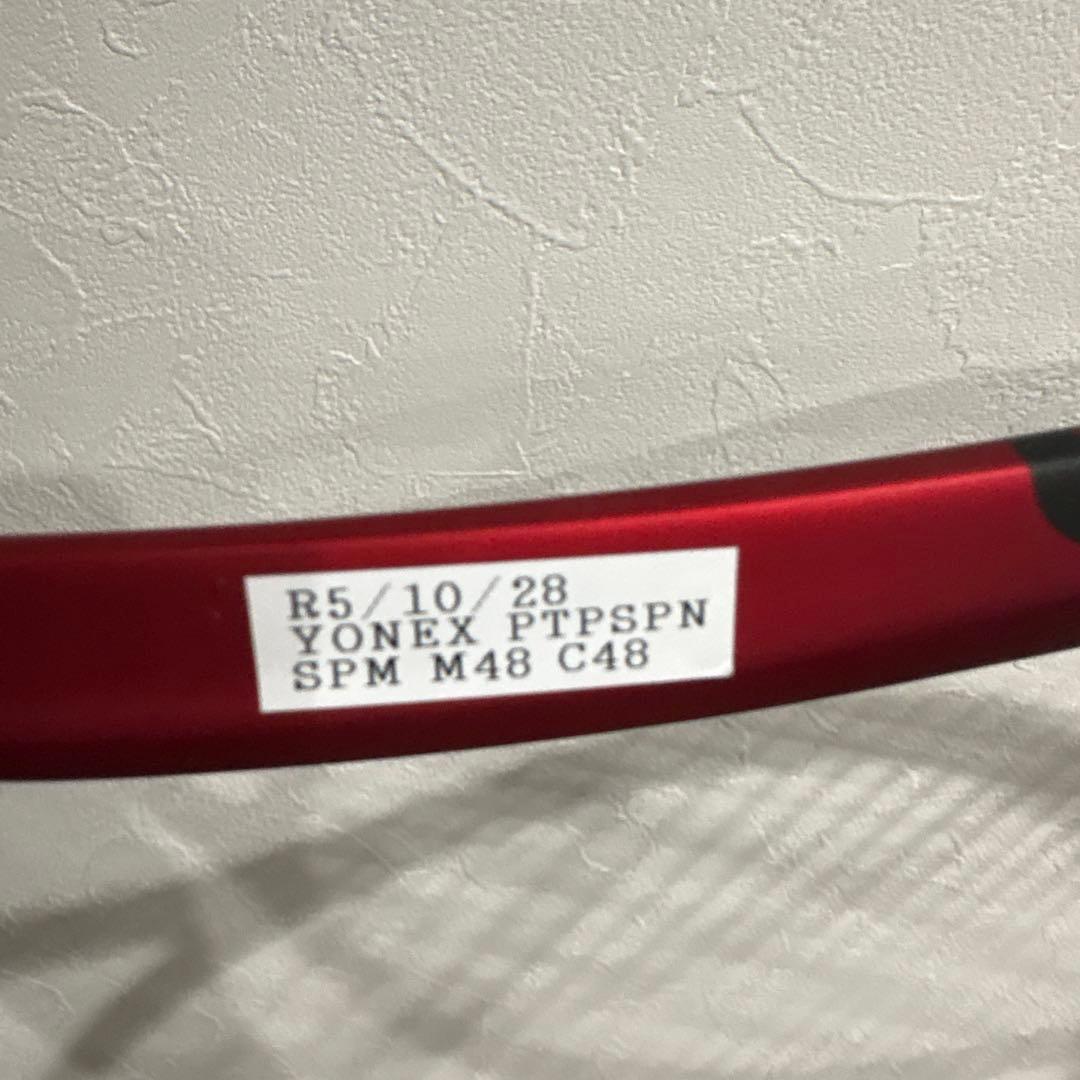 R5/10/28
YONEX PTPSPN
SPM M48 C48